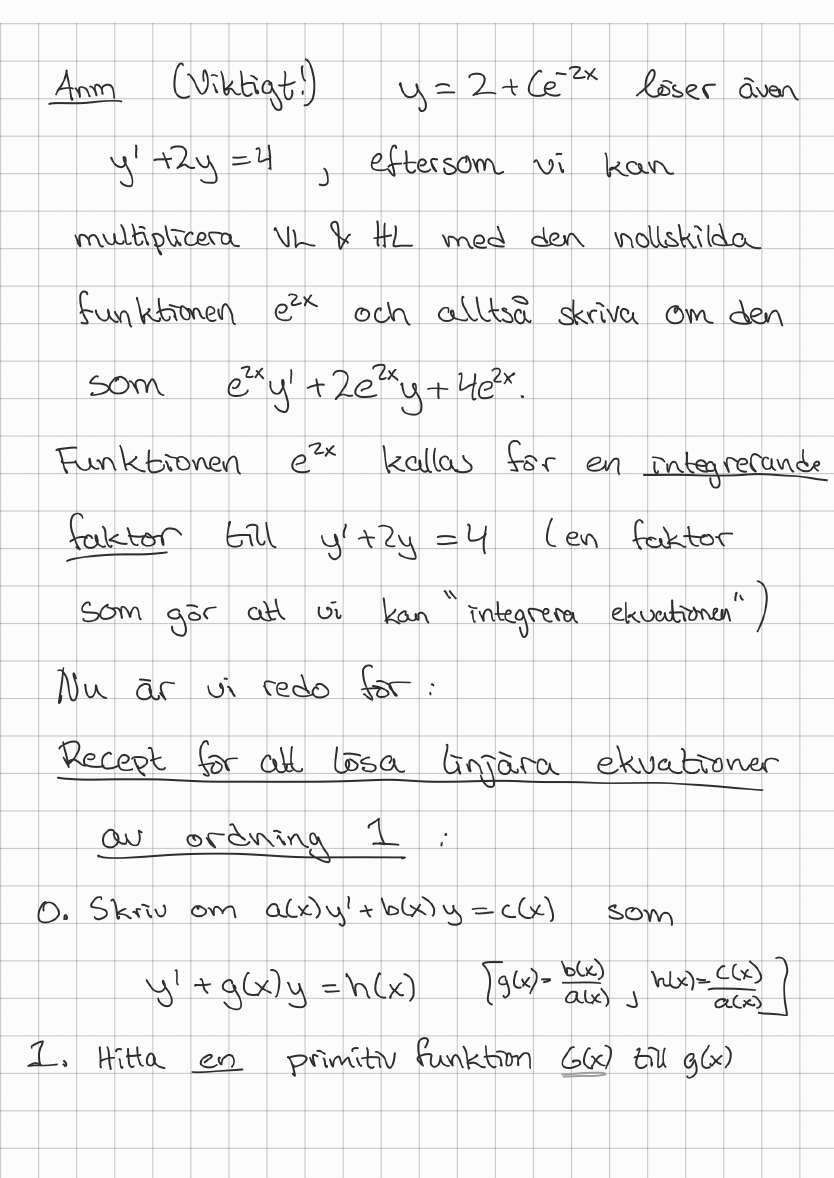 Anm (Viktigt!) y = 2 + Ce^{-2x} löser även
y' + 2y = 4 , eftersom vi kan
multiplicera VL & HL med den nollskilda
funktionen e^{2x} och alltså skriva om den
som e^{2x}y' + 2e^{2x}y + 4e^{2x}.
Funktionen e^{2x} kallas för en integrerande
faktor till y' + 2y = 4 (en faktor
som gör att vi kan "integrera ekvationen")
Nu är vi redo för :
Recept för att lösa linjära ekvationer
av ordning 1 :
0. Skriv om a(x)y' + b(x)y = c(x) som
y' + g(x)y = h(x) [g(x) = \frac{b(x)}{a(x)} , h(x) = \frac{c(x)}{a(x)}]
1. Hitta en primitiv funktion G(x) till g(x)